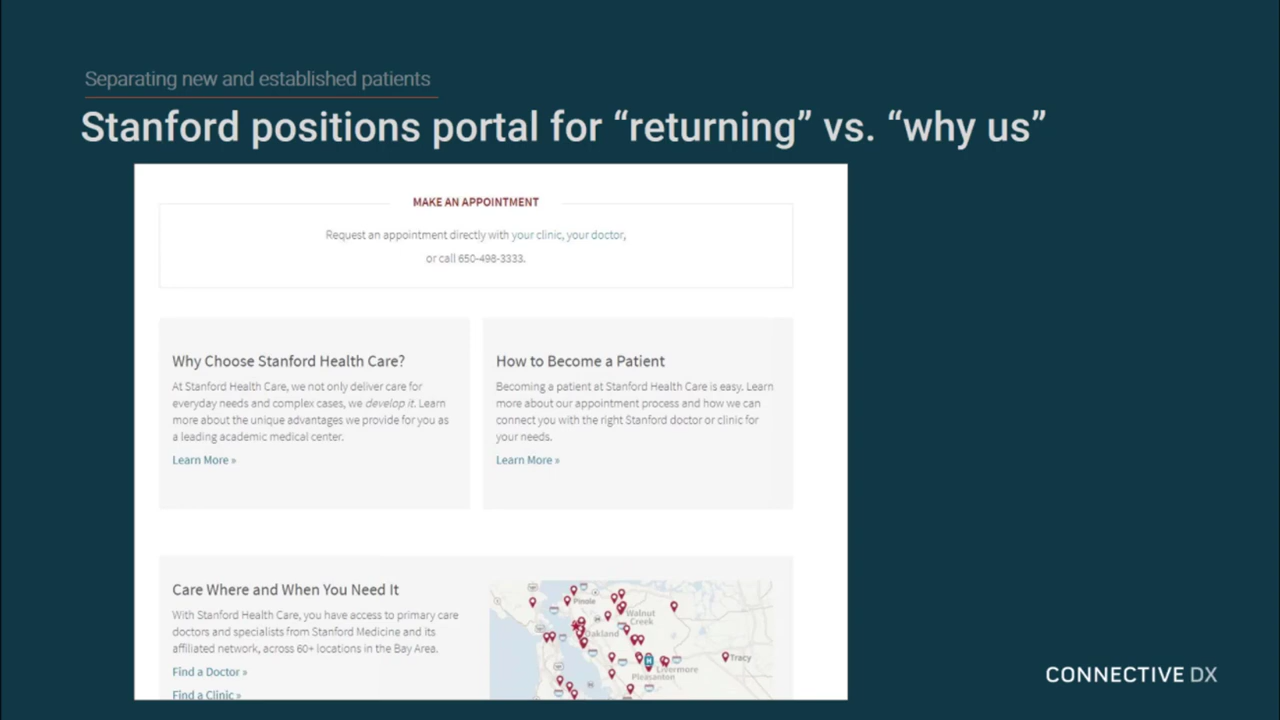 Separating new and established patients
Stanford positions portal for “returning” vs. “why us”
MAKE AN APPOINTMENT
Request an appointment directly with your clinic, your doctor,
or call 650-498-3333.
Why Choose Stanford Health Care?
At Stanford Health Care, we not only deliver care for
everyday needs and complex cases, we develop it. Learn
more about the unique advantages we provide for you as
a leading academic medical center.
Learn More »
How to Become a Patient
Becoming a patient at Stanford Health Care is easy. Learn
more about our appointment process and how we can
connect you with the right Stanford doctor or clinic for
your needs.
Learn More »
Care Where and When You Need It
With Stanford Health Care, you have access to primary care
doctors and specialists from Stanford Medicine and its
affiliated network, across 60+ locations in the Bay Area.
Find a Doctor »
Find a Clinic »
Pinole
Walnut
Creek
Oakland
H
Tracy
Livermore
Pleasanton
CONNECTIVE DX